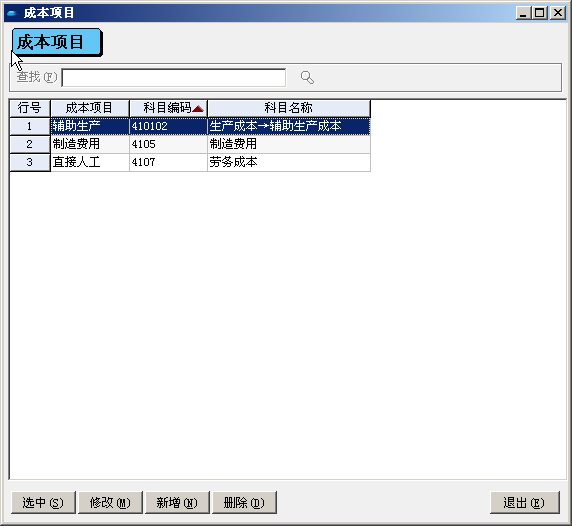 成本项目
成本项目
查找(F)
行号 成本项目 科目编码 科目名称
1 辅助生产 410102 生产成本→辅助生产成本
2 制造费用 4105 制造费用
3 直接人工 4107 劳务成本
选中(S) 修改(M) 新增(N) 删除(D) 退出(E)